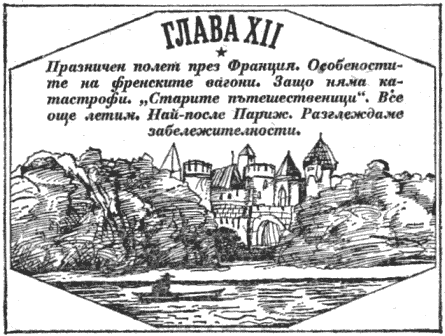 ГЛАВА XII
Празничен полет през Франция. Особености-
те на френските вагони. Защо няма ка-
тастрофи. „Старите пътешественици“. Все
още летим. Най-после Париж. Разглеждаме
забележителности.